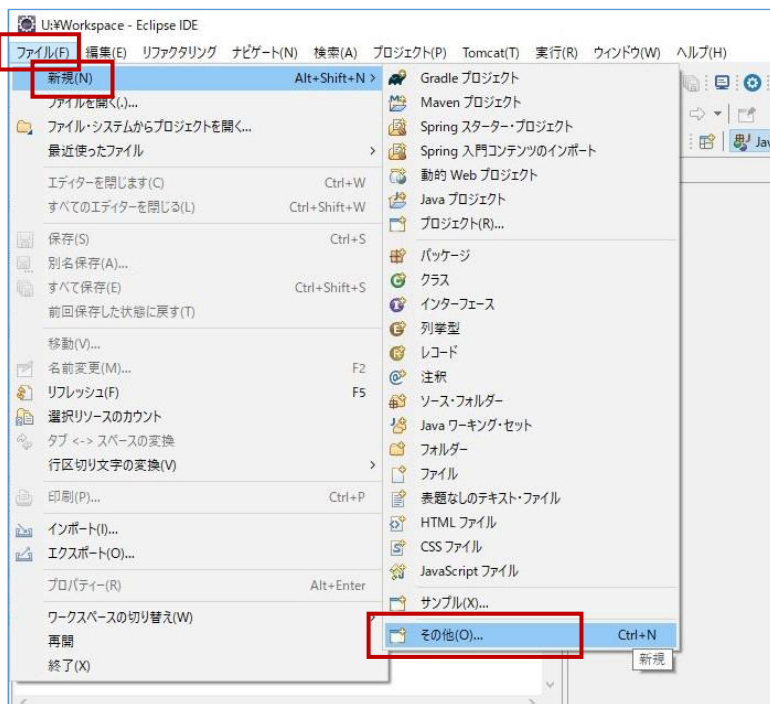 U:¥Workspace - Eclipse IDE
ファイル(F) 編集(E) リファクタリング ナビゲート(N) 検索(A) プロジェクト(P) Tomcat(T) 実行(R) ウィンドウ(W) ヘルプ(H)
新規(N) Alt+Shift+N >
ファイルを開く(.)...
ファイル・システムからプロジェクトを開く...
最近使ったファイル >
エディターを閉じます(C) Ctrl+W
すべてのエディターを閉じる(L) Ctrl+Shift+W
保存(S) Ctrl+S
別名保存(A)...
すべて保存(E) Ctrl+Shift+S
前回保存した状態に戻す(T)
移動(V)...
名前変更(M)... F2
リフレッシュ(F) F5
選択リソースのカウント
タブ <-> スペースの変換
行区切り文字の変換(V) >
印刷(P)... Ctrl+P
インポート(I)...
エクスポート(O)...
プロパティー(R) Alt+Enter
ワークスペースの切り替え(W) >
再開
終了(X)
Gradle プロジェクト
Maven プロジェクト
Spring スターター・プロジェクト
Spring 入門コンテンツのインポート
動的 Web プロジェクト
Java プロジェクト
プロジェクト(R)...
パッケージ
クラス
インターフェース
列挙型
レコード
注釈
ソース・フォルダー
Java ワーキング・セット
フォルダー
ファイル
表題なしのテキスト・ファイル
HTML ファイル
CSS ファイル
JavaScript ファイル
サンプル(X)...
その他(O)... Ctrl+N
新規